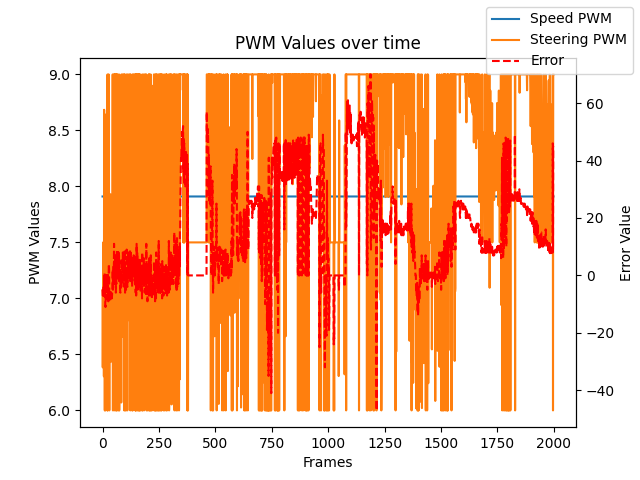 PWM Values over time
Speed PWM
Steering PWM
Error
9.0
8.5
8.0
7.5
7.0
6.5
6.0
PWM Values
60
40
20
0
−20
−40
Error Value
0 250 500 750 1000 1250 1500 1750 2000
Frames